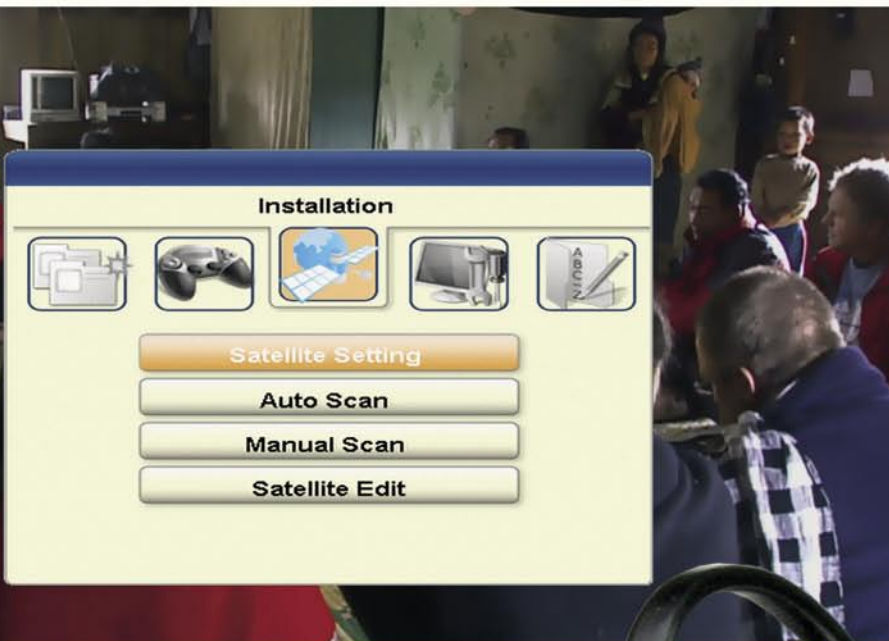 Installation
A
B
C
Z
Satellite Setting
Auto Scan
Manual Scan
Satellite Edit